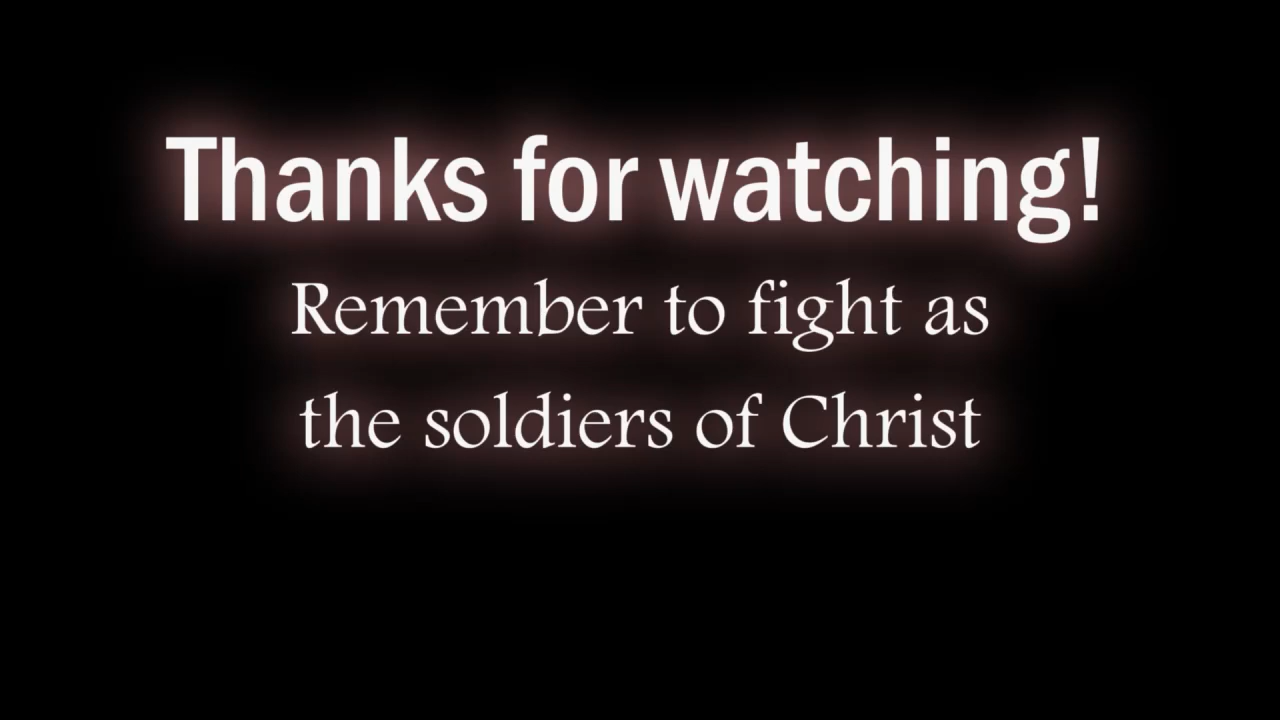 Thanks for watching!
Remember to fight as
the soldiers of Christ